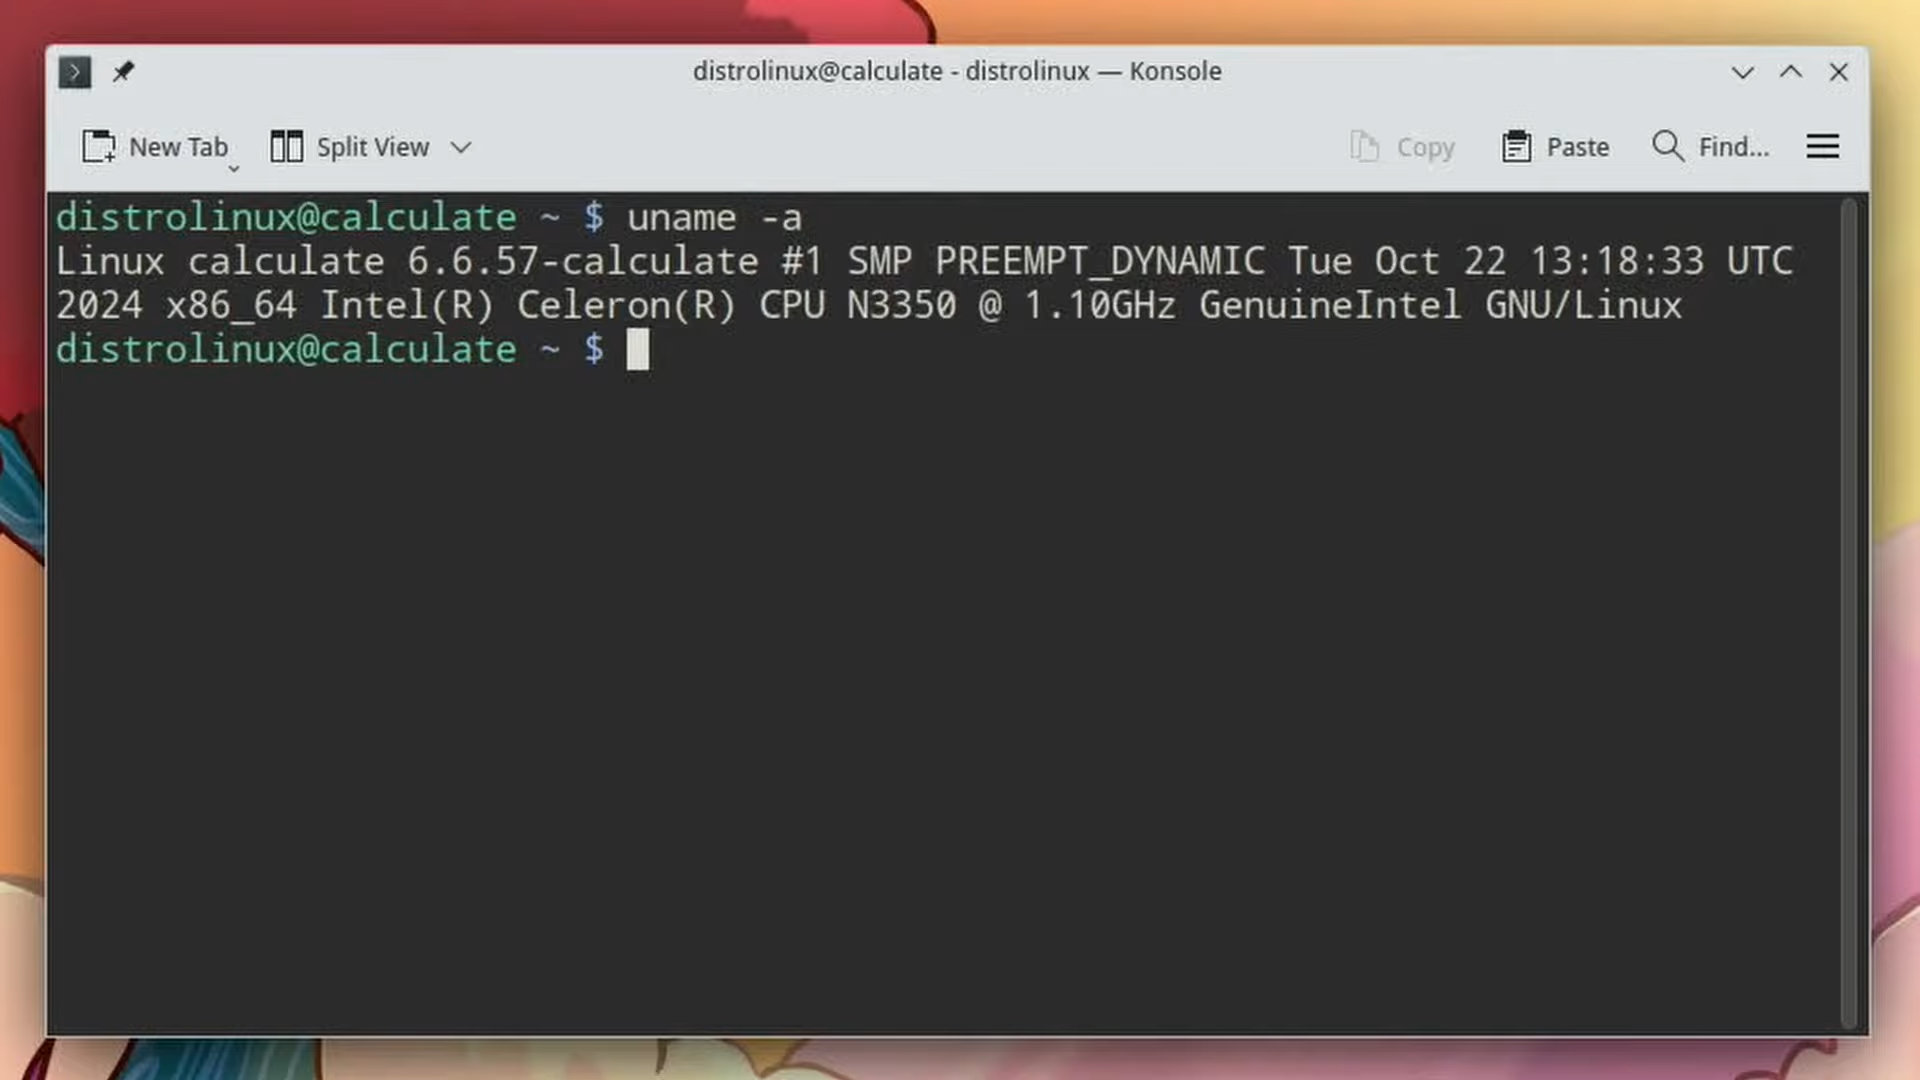 distrolinux@calculate - distrolinux — Konsole
New Tab Split View Copy Paste Find...
distrolinux@calculate ~ $ uname -a
Linux calculate 6.6.57-calculate #1 SMP PREEMPT_DYNAMIC Tue Oct 22 13:18:33 UTC
2024 x86_64 Intel(R) Celeron(R) CPU N3350 @ 1.10GHz GenuineIntel GNU/Linux
distrolinux@calculate ~ $